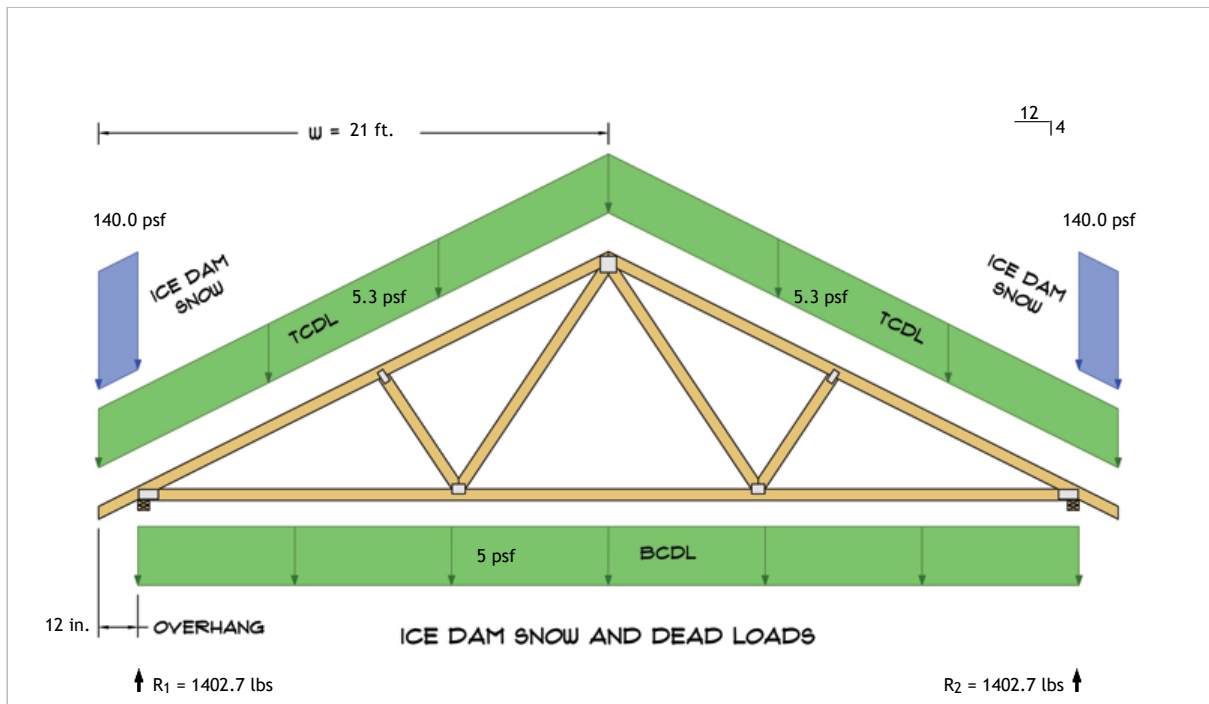 W = 21 ft.
12
4
140.0 psf
140.0 psf
ICE DAM
SNOW
ICE DAM
SNOW
5.3 psf
5.3 psf
TCDL
TCDL
5 psf
BCDL
12 in.
OVERHANG
ICE DAM SNOW AND DEAD LOADS
R1 = 1402.7 lbs
R2 = 1402.7 lbs